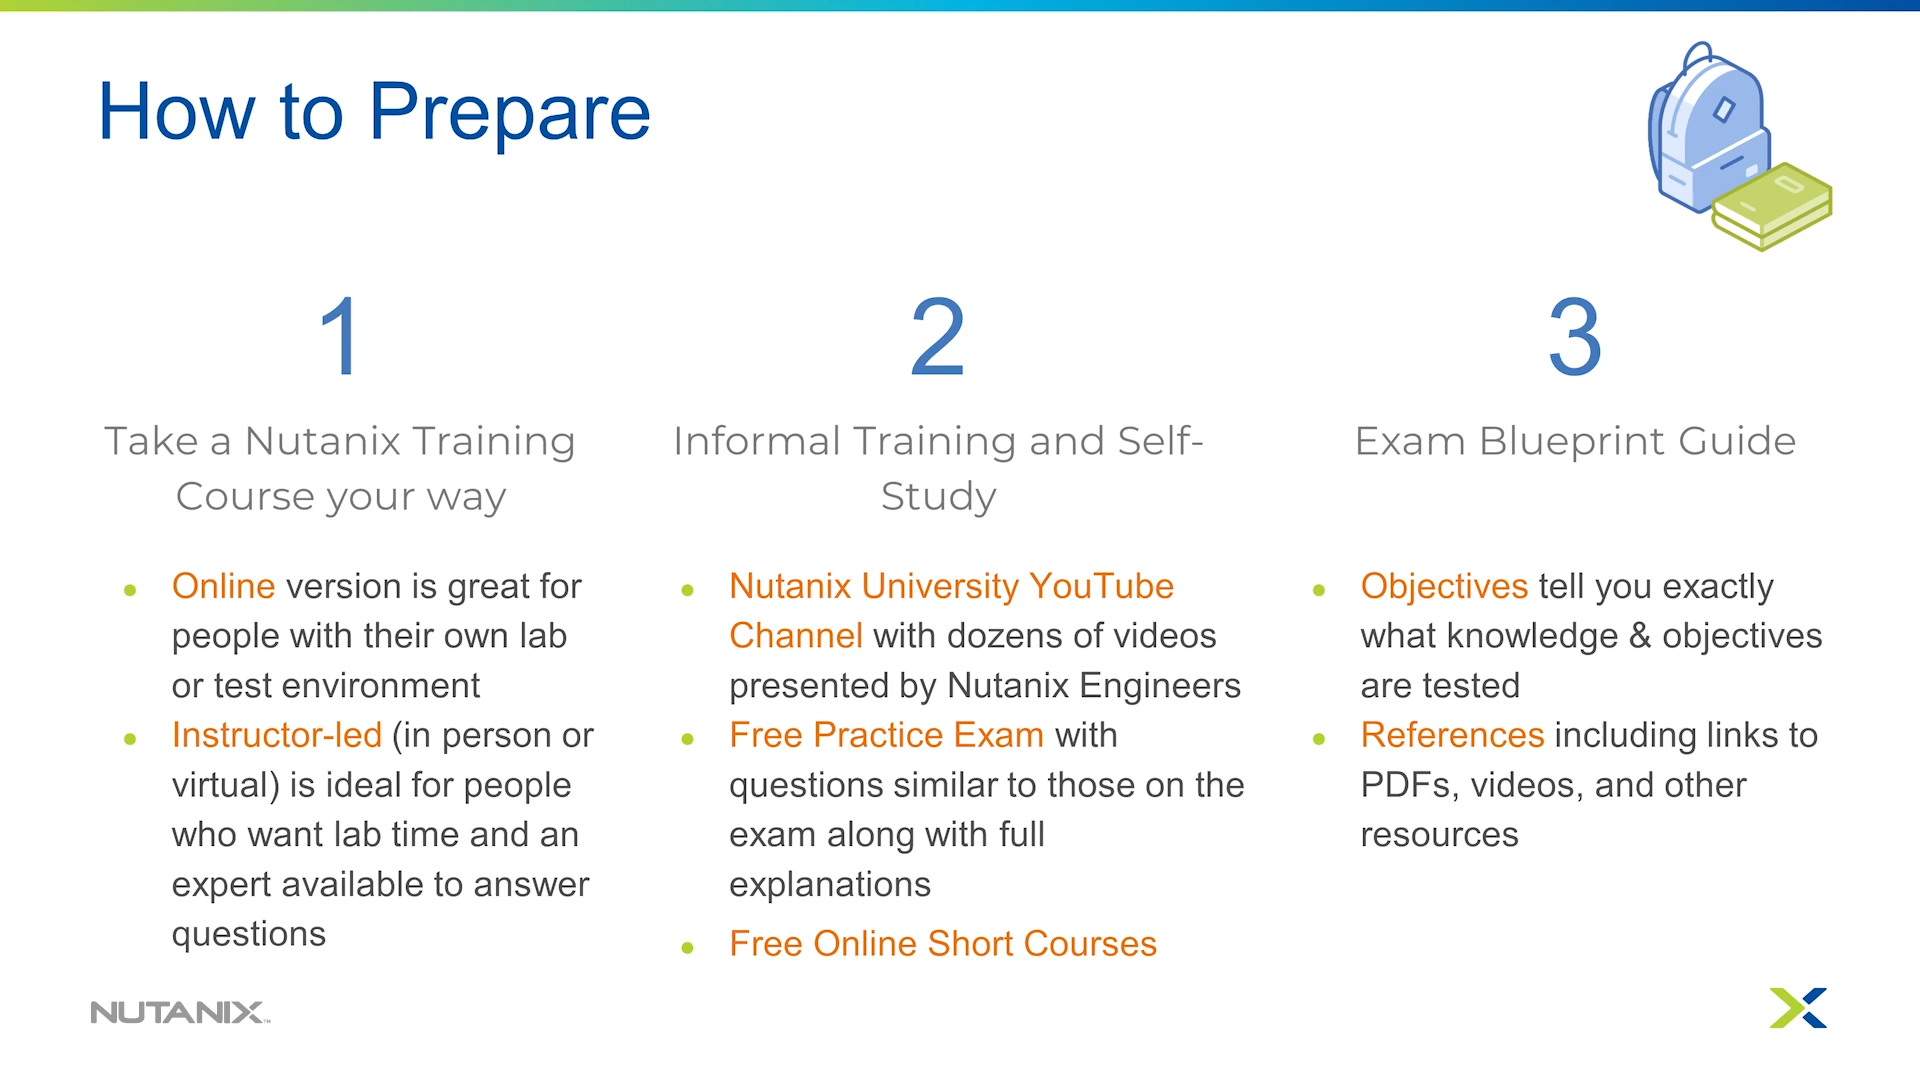 How to Prepare
1
Take a Nutanix Training
Course your way
● Online version is great for
people with their own lab
or test environment
● Instructor-led (in person or
virtual) is ideal for people
who want lab time and an
expert available to answer
questions
2
Informal Training and Self-
Study
● Nutanix University YouTube
Channel with dozens of videos
presented by Nutanix Engineers
● Free Practice Exam with
questions similar to those on the
exam along with full
explanations
● Free Online Short Courses
3
Exam Blueprint Guide
● Objectives tell you exactly
what knowledge & objectives
are tested
● References including links to
PDFs, videos, and other
resources
NUTANIX™